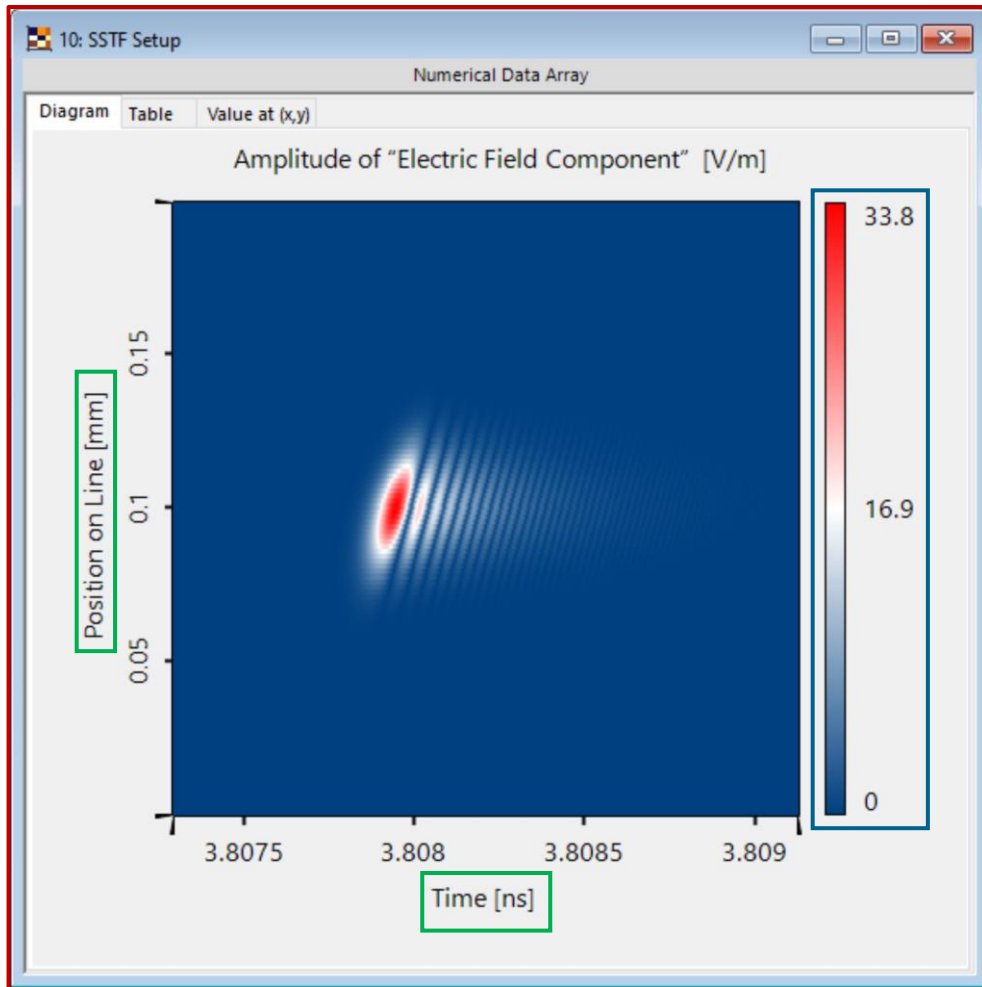 10: SSTF Setup
Numerical Data Array
Diagram Table Value at (x,y)
Amplitude of “Electric Field Component” [V/m]
33.8
16.9
0
Position on Line [mm]
0.15
0.1
0.05
3.8075 3.808 3.8085 3.809
Time [ns]